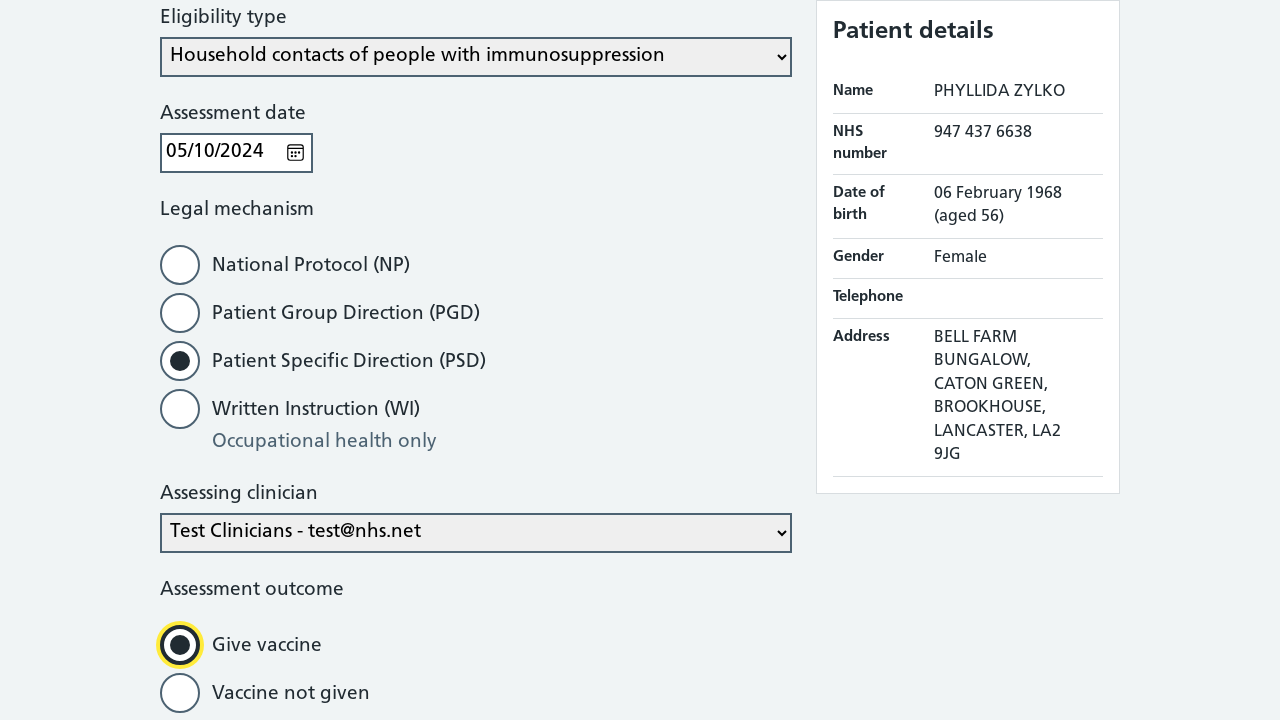 Eligibility type
Household contacts of people with immunosuppression
Assessment date
05/10/2024
Legal mechanism
National Protocol (NP)
Patient Group Direction (PGD)
Patient Specific Direction (PSD)
Written Instruction (WI)
Occupational health only
Assessing clinician
Test Clinicians - test@nhs.net
Assessment outcome
Give vaccine
Vaccine not given
Patient details
Name PHYLLIDA ZYLKO
NHS 947 437 6638
number
Date of 06 February 1968
birth (aged 56)
Gender Female
Telephone
Address BELL FARM
BUNGALOW,
CATON GREEN,
BROOKHOUSE,
LANCASTER, LA2
9JG